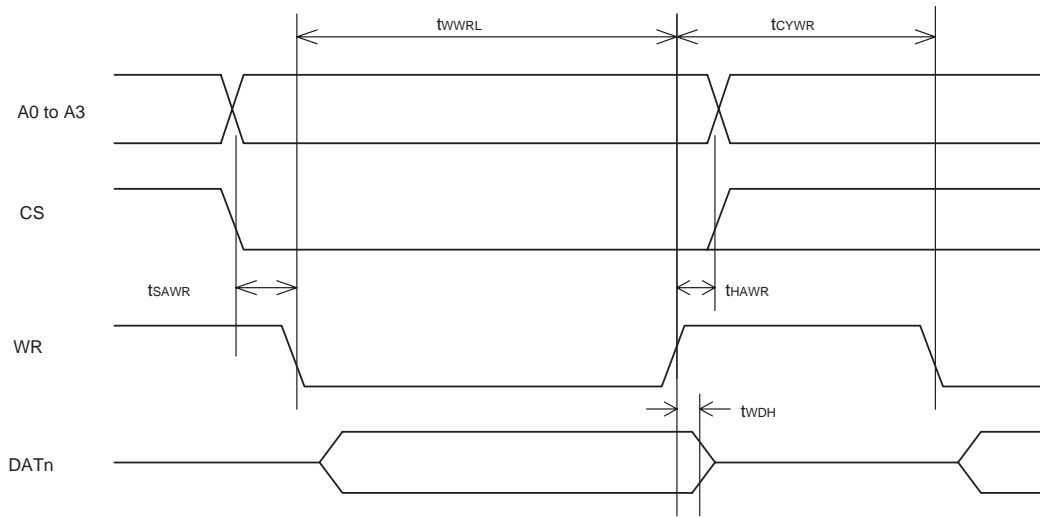 tWWRL tCYWR
A0 to A3
CS
tSAWR tHAWR
WR
tWDH
DATn